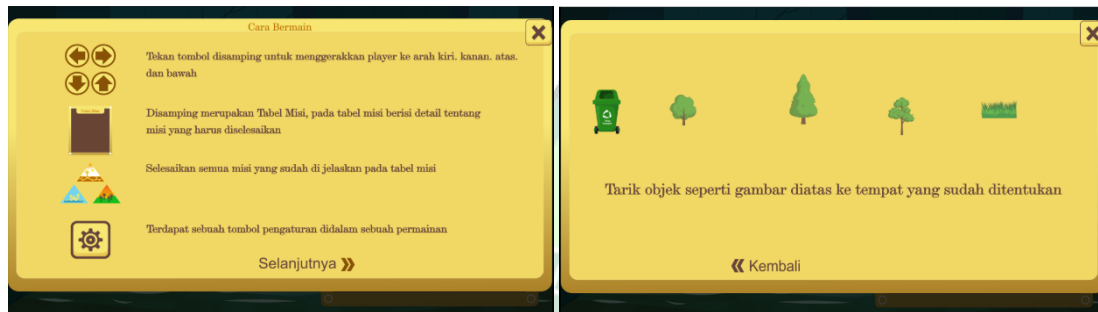 Cara Bermain
Tekan tombol disamping untuk menggerakkan player ke arah kiri. kanan. atas.
dan bawah
Disamping merupakan Tabel Misi, pada tabel misi berisi detail tentang
misi yang harus diselesaikan
Selesaikan semua misi yang sudah di jelaskan pada tabel misi
Terdapat sebuah tombol pengaturan didalam sebuah permainan
Selanjutnya
Tarik objek seperti gambar diatas ke tempat yang sudah ditentukan
Kembali